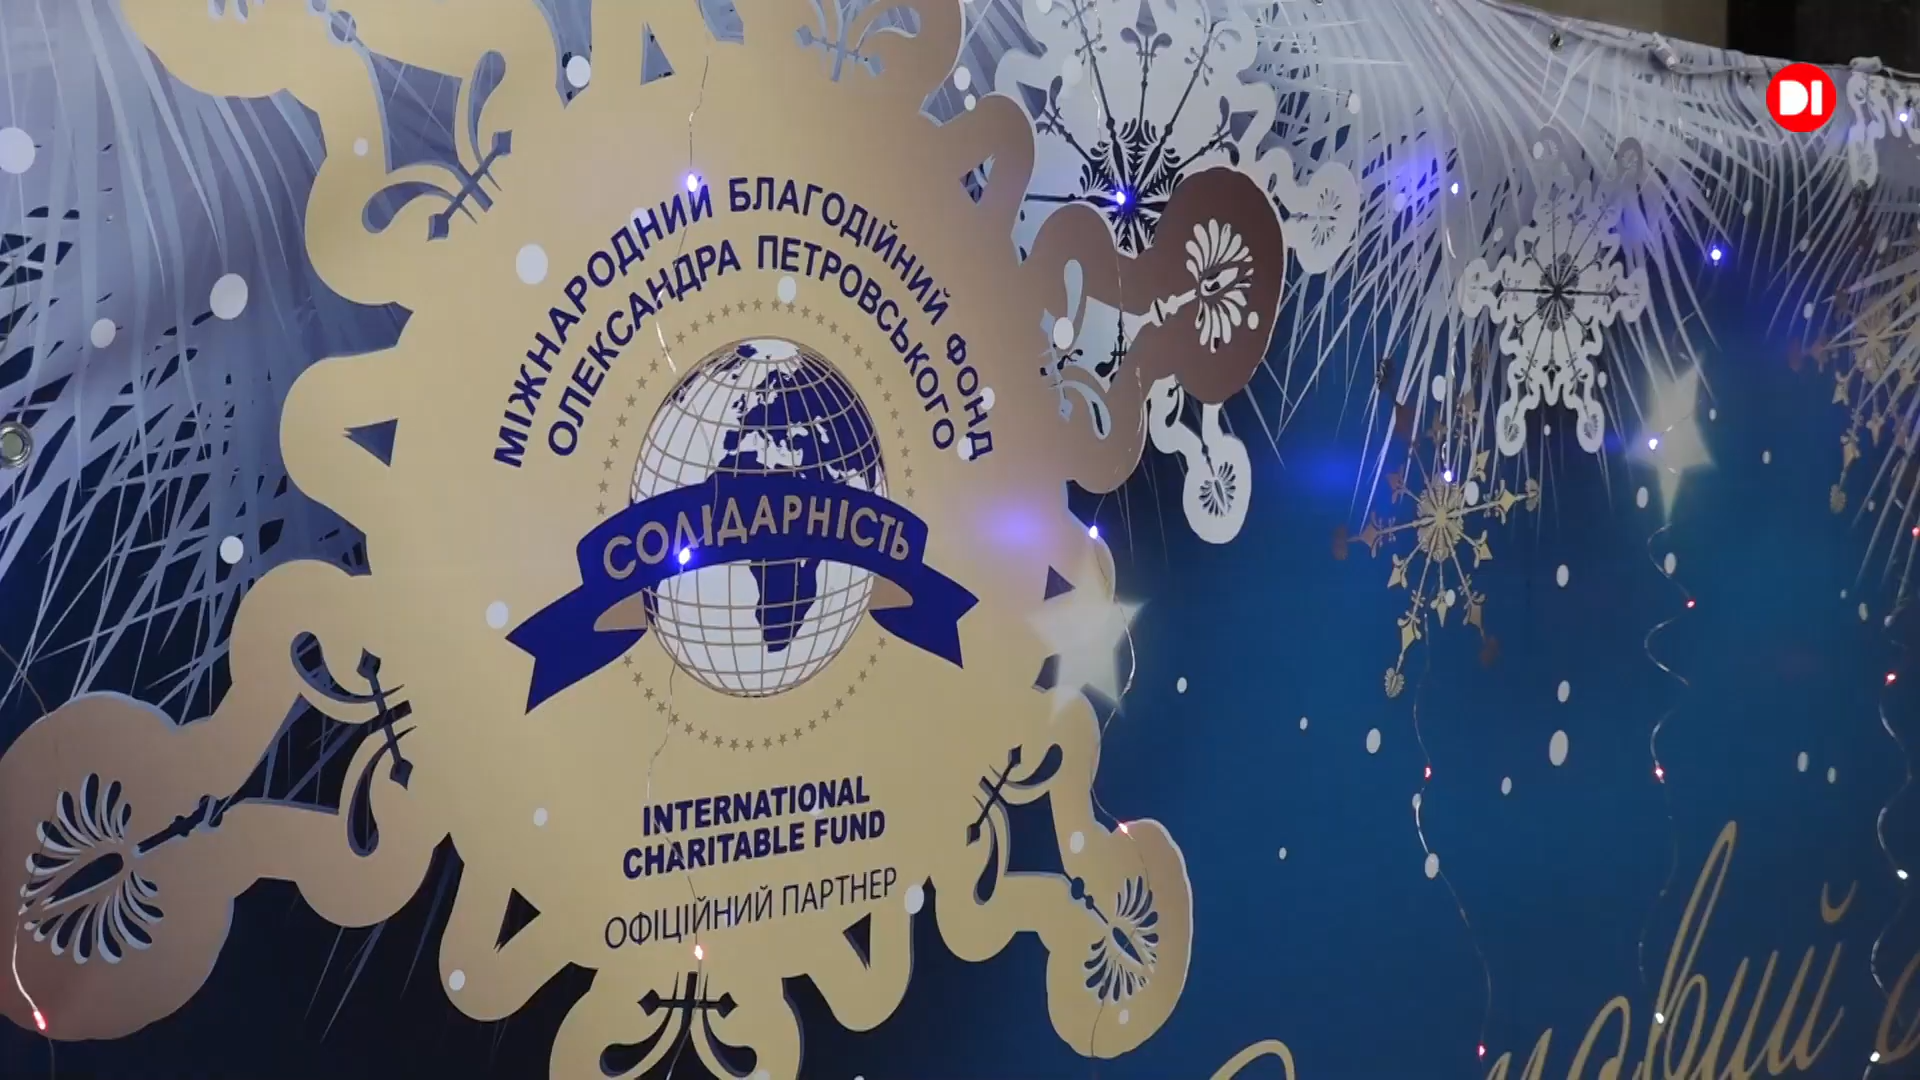 МІЖНАРОДНИЙ БЛАГОДІЙНИЙ ФОНД
ОЛЕКСАНДРА ПЕТРОВСЬКОГО
СОЛІДАРНІСТЬ
INTERNATIONAL
CHARITABLE FUND
ОФІЦІЙНИЙ ПАРТНЕР
DI